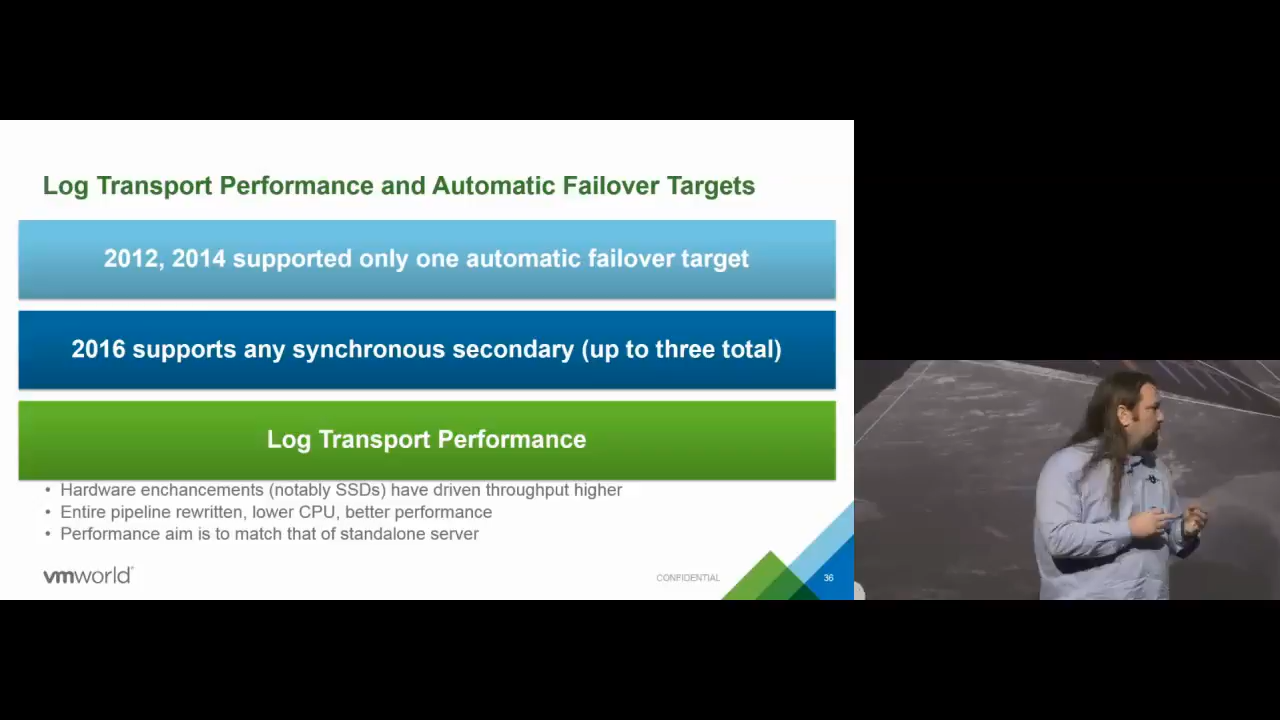 Log Transport Performance and Automatic Failover Targets
2012, 2014 supported only one automatic failover target
2016 supports any synchronous secondary (up to three total)
Log Transport Performance
• Hardware enchancements (notably SSDs) have driven throughput higher
• Entire pipeline rewritten, lower CPU, better performance
• Performance aim is to match that of standalone server
vmworld
CONFIDENTIAL
36